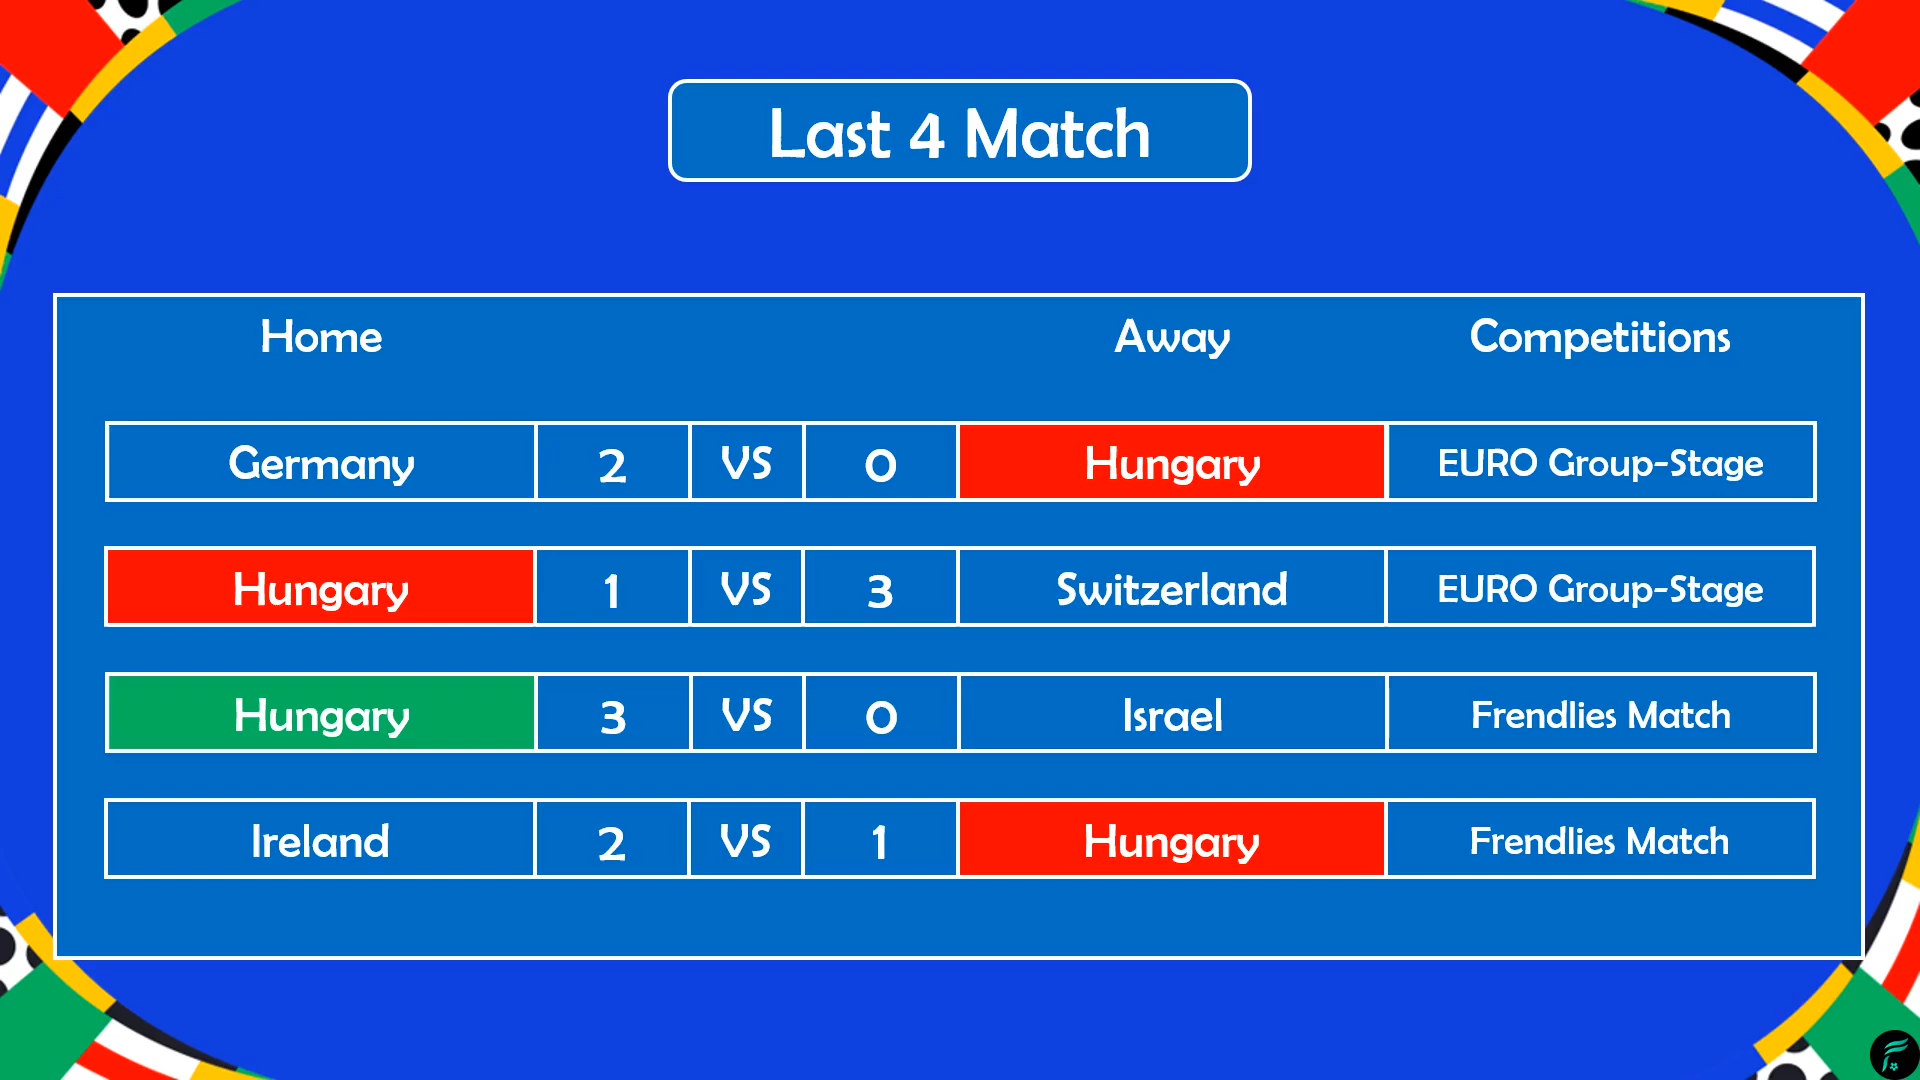 Last 4 Match
Home Away Competitions
Germany 2 VS 0 Hungary EURO Group-Stage
Hungary 1 VS 3 Switzerland EURO Group-Stage
Hungary 3 VS 0 Israel Frendlies Match
Ireland 2 VS 1 Hungary Frendlies Match